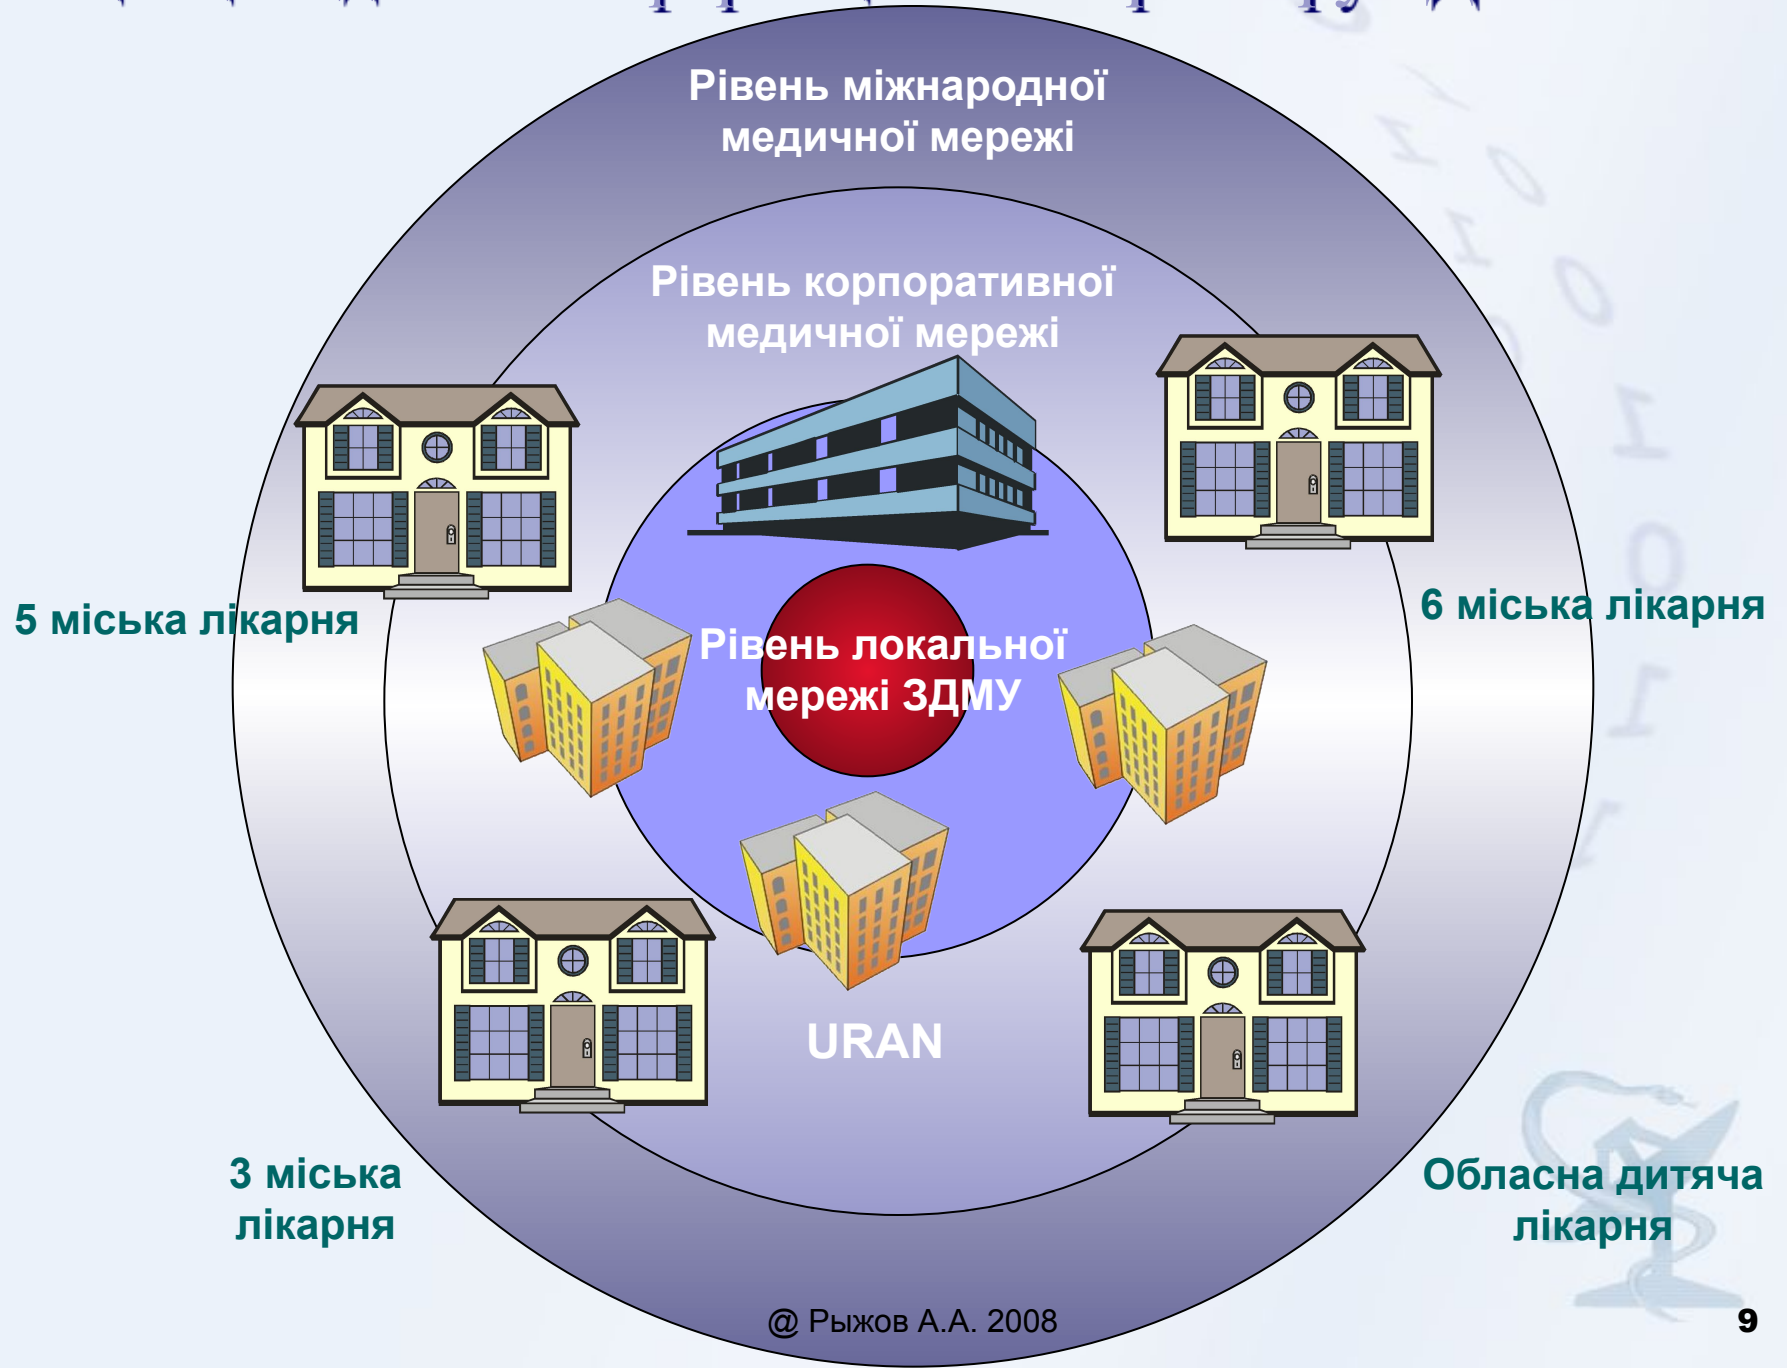 Рівень міжнародної
медичної мережі
Рівень корпоративної
медичної мережі
5 міська лікарня
6 міська лікарня
Рівень локальної
мережі ЗДМУ
URAN
3 міська
лікарня
Обласна дитяча
лікарня
@ Рыжов А.А. 2008
9